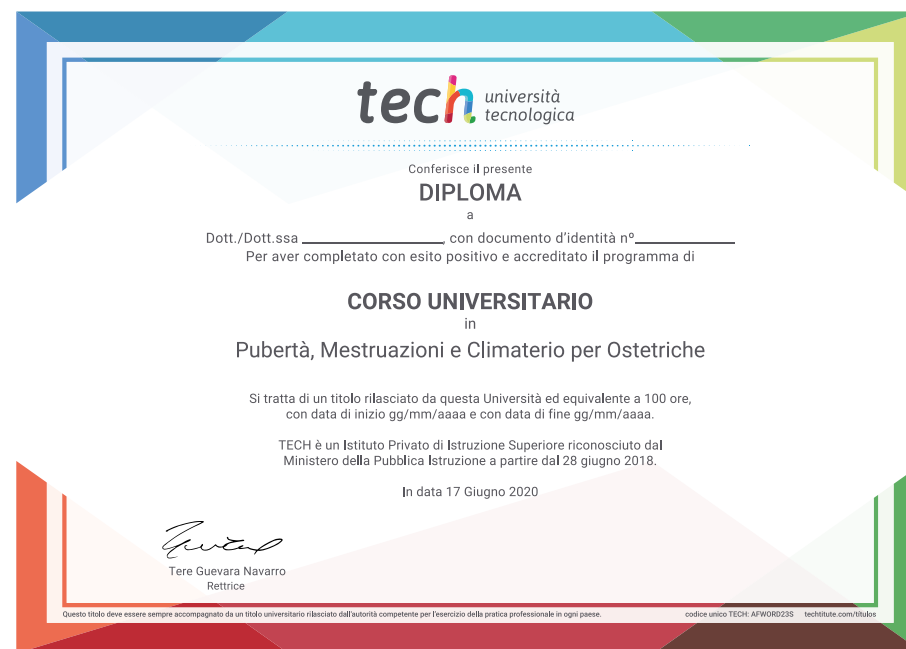 tech università
tecnologica
Conferisce il presente
DIPLOMA
a
Dott./Dott.ssa ____________________, con documento d'identità nº______________
Per aver completato con esito positivo e accreditato il programma di
CORSO UNIVERSITARIO
in
Pubertà, Mestruazioni e Climaterio per Ostetriche
Si tratta di un titolo rilasciato da questa Università ed equivalente a 100 ore,
con data di inizio gg/mm/aaaa e con data di fine gg/mm/aaaa.
TECH è un Istituto Privato di Istruzione Superiore riconosciuto dal
Ministero della Pubblica Istruzione a partire dal 28 giugno 2018.
In data 17 Giugno 2020
Tere Guevara Navarro
Rettrice
Questo titolo deve essere sempre accompagnato da un titolo universitario rilasciato dall'autorità competente per l'esercizio della pratica professionale in ogni paese. codice unico TECH: AFWORD23S techtitute.com/títulos